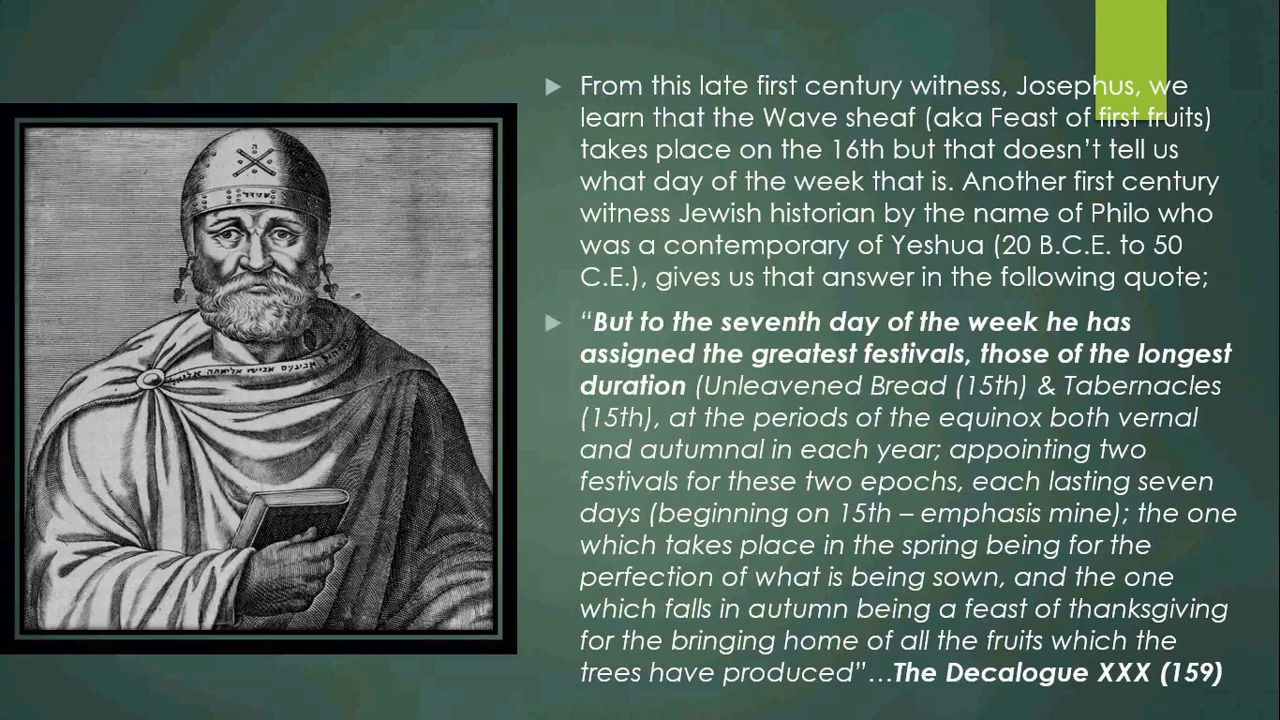 From this late first century witness, Josephus, we
learn that the Wave sheaf (aka Feast of first fruits)
takes place on the 16th but that doesn't tell us
what day of the week that is. Another first century
witness Jewish historian by the name of Philo who
was a contemporary of Yeshua (20 B.C.E. to 50
C.E.), gives us that answer in the following quote;
“But to the seventh day of the week he has
assigned the greatest festivals, those of the longest
duration (Unleavened Bread (15th) & Tabernacles
(15th), at the periods of the equinox both vernal
and autumnal in each year; appointing two
festivals for these two epochs, each lasting seven
days (beginning on 15th – emphasis mine); the one
which takes place in the spring being for the
perfection of what is being sown, and the one
which falls in autumn being a feast of thanksgiving
for the bringing home of all the fruits which the
trees have produced”…The Decalogue XXX (159)